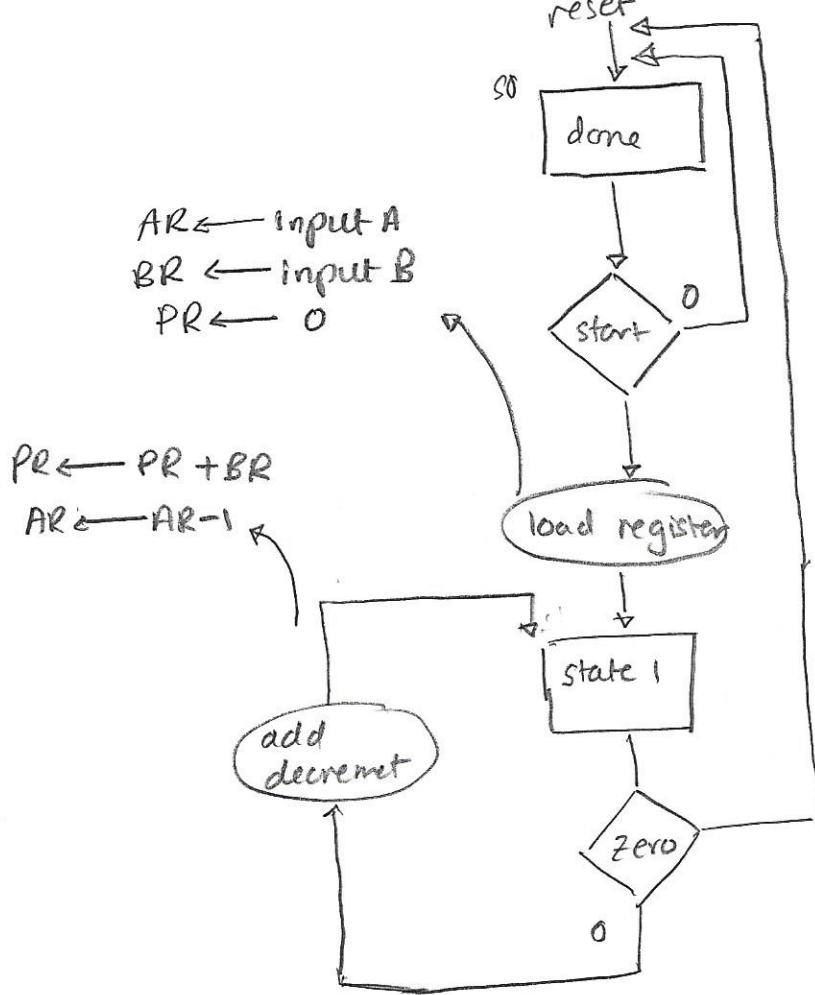 reset
S0
done
AR ← input A
BR ← input B
PR ← 0
0
start
PR ← PR + BR
AR ← AR-1
load register
state 1
add
decremet
Zero
0